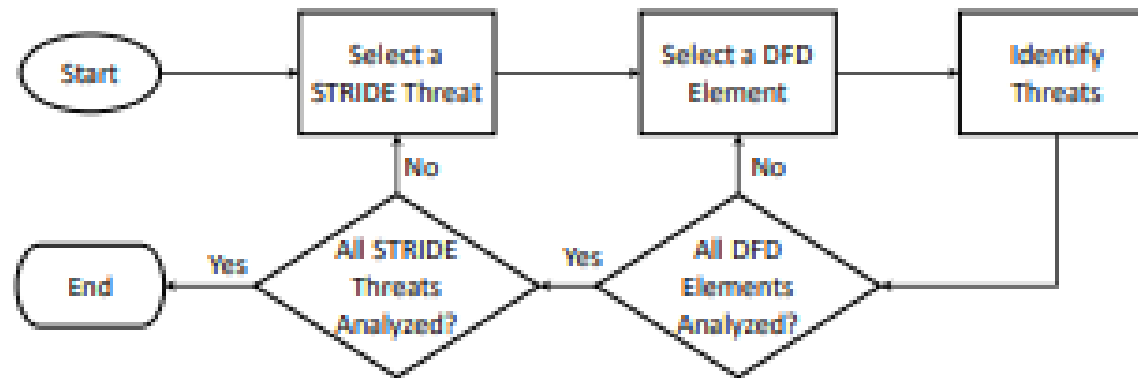 Start
Select a
STRIDE Threat
Select a DFD
Element
Identify
Threats
No
No
End
Yes
All STRIDE
Threats
Analyzed?
Yes
All DFD
Elements
Analyzed?